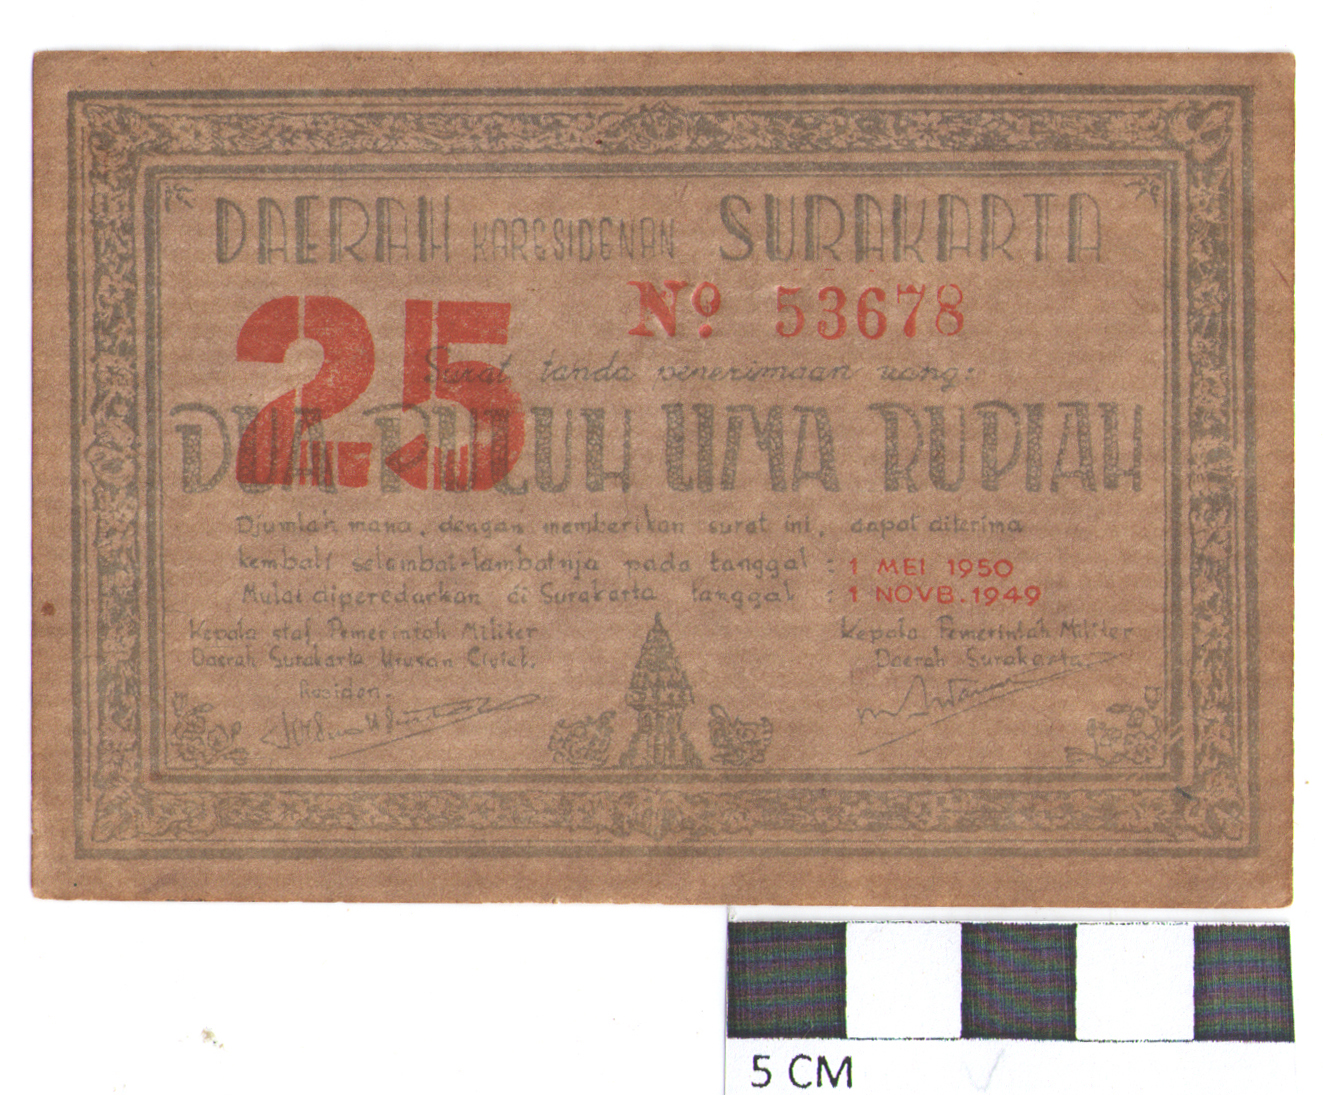 DAERAH KARESIDENAN SURAKARTA
25
No 53678
Surat tanda penerimaan uang:
DUA PULUH LIMA RUPIAH
Djumlah mana, dengan memberikan surat ini, dapat diterima
kembali selambat-lambatnja pada tanggal : 1 MEI 1950
Mulai diperedarkan di Surakarta tanggal : 1 NOVB. 1949
Kepala staf Pemerintah Militer
Daerah Surakarta Urusan Civiel.
Residen.
Kepala Pemerintah Militer
Daerah Surakarta.
5 CM